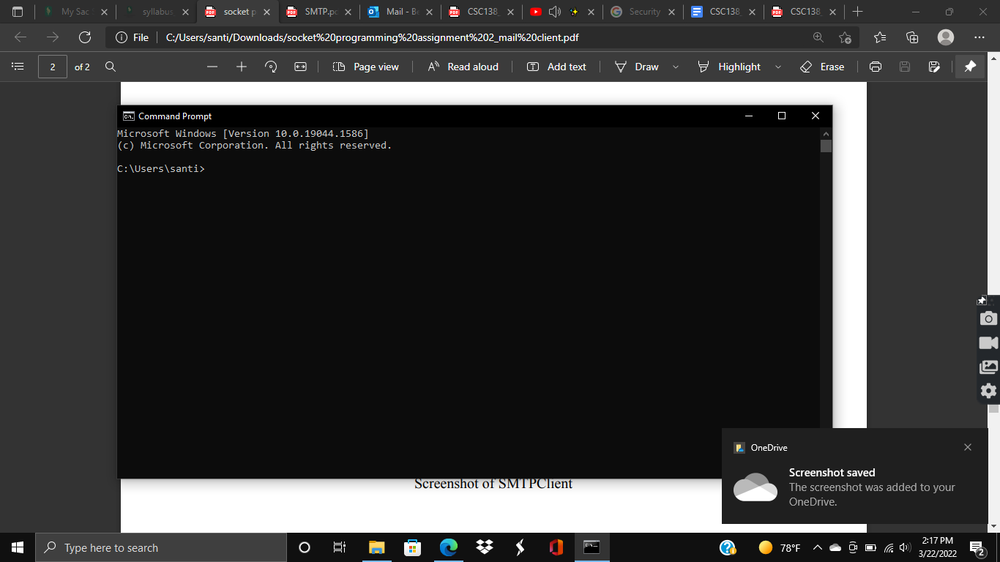 My Sac
syllabus
socket p
SMTP.pc
Mail - Be
CSC138_
Security
CSC138_
CSC138_
File
C:/Users/santi/Downloads/socket%20programming%20assignment%202_mail%20client.pdf
2 of 2
Page view
Read aloud
Add text
Draw
Highlight
Erase
Command Prompt
Microsoft Windows [Version 10.0.19044.1586]
(c) Microsoft Corporation. All rights reserved.
C:\Users\santi>
OneDrive
Screenshot saved
The screenshot was added to your
OneDrive.
Screenshot of SMTPClient
Type here to search
78°F
2:17 PM
3/22/2022
2